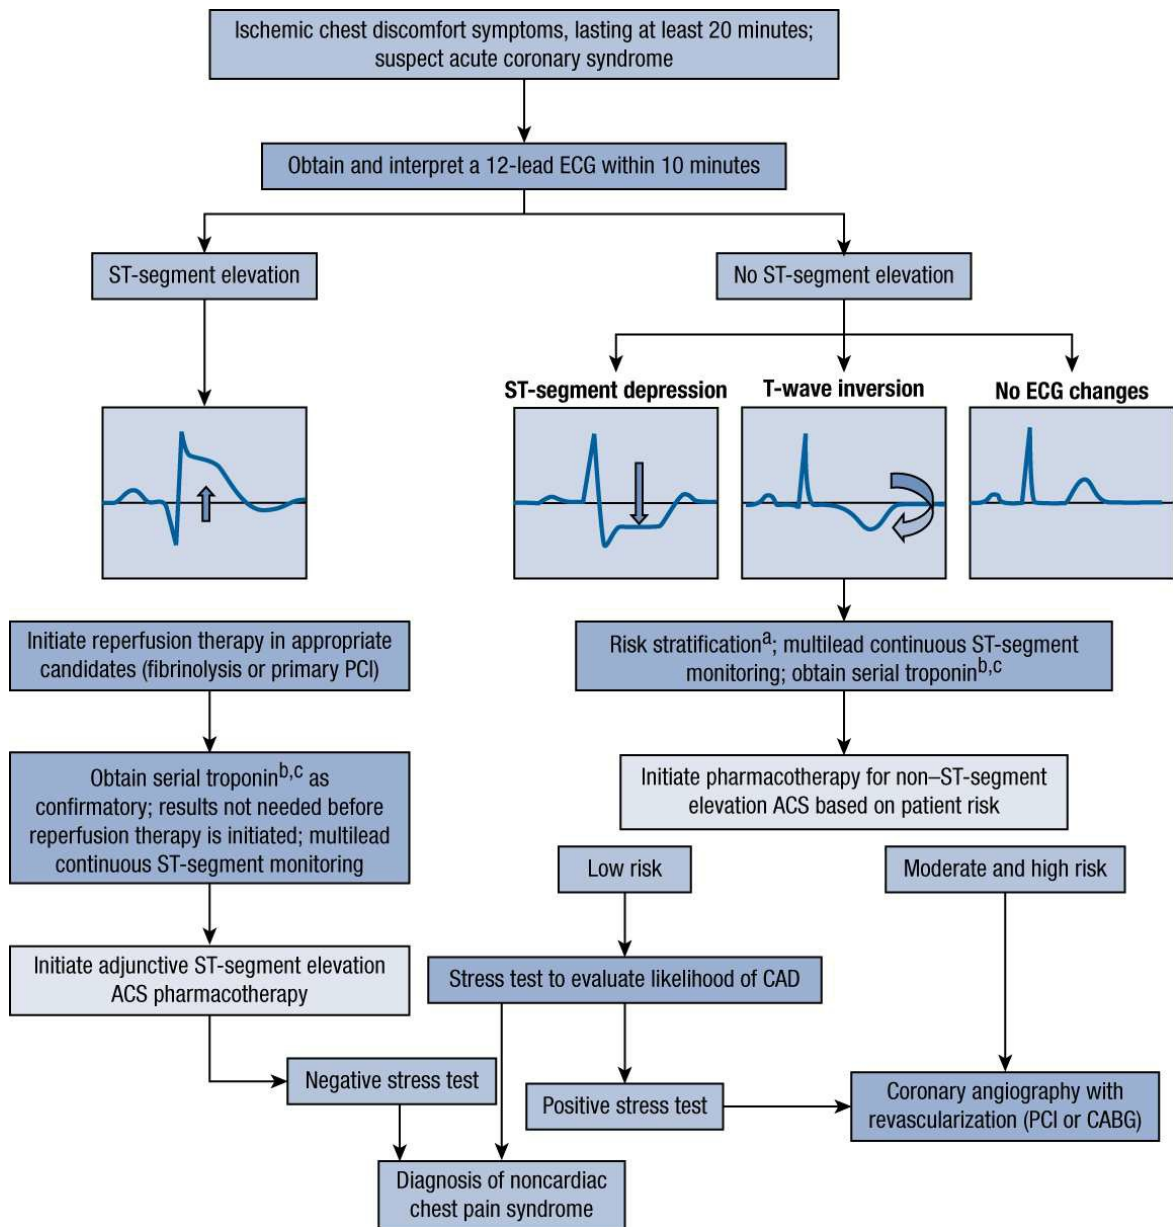 Ischemic chest discomfort symptoms, lasting at least 20 minutes;
suspect acute coronary syndrome
Obtain and interpret a 12-lead ECG within 10 minutes
ST-segment elevation
No ST-segment elevation
ST-segment depression
T-wave inversion
No ECG changes
Initiate reperfusion therapy in appropriate
candidates (fibrinolysis or primary PCI)
Risk stratificationa; multilead continuous ST-segment
monitoring; obtain serial troponinb,c
Obtain serial troponinb,c as
confirmatory; results not needed before
reperfusion therapy is initiated; multilead
continuous ST-segment monitoring
Initiate pharmacotherapy for non–ST-segment
elevation ACS based on patient risk
Low risk
Moderate and high risk
Initiate adjunctive ST-segment elevation
ACS pharmacotherapy
Stress test to evaluate likelihood of CAD
Negative stress test
Positive stress test
Coronary angiography with
revascularization (PCI or CABG)
Diagnosis of noncardiac
chest pain syndrome